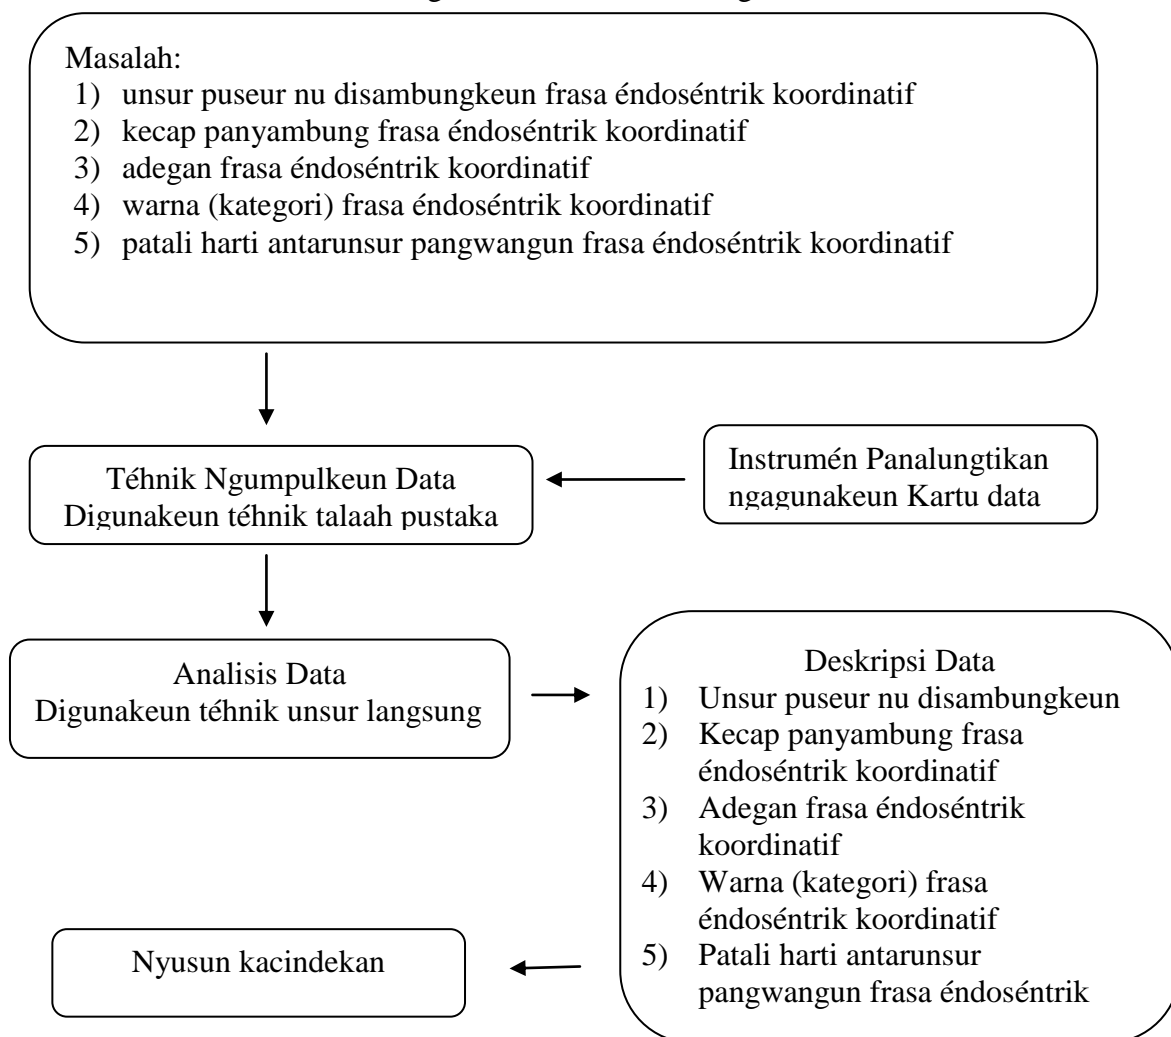 Masalah:
1) unsur puseur nu disambungkeun frasa éndoséntrik koordinatif
2) kecap panyambung frasa éndoséntrik koordinatif
3) adegan frasa éndoséntrik koordinatif
4) warna (kategori) frasa éndoséntrik koordinatif
5) patali harti antarunsur pangwangun frasa éndoséntrik koordinatif
Téhnik Ngumpulkeun Data
Digunakeun téhnik talaah pustaka
Instrumén Panalungtikan
ngagunakeun Kartu data
Analisis Data
Digunakeun téhnik unsur langsung
Deskripsi Data
1) Unsur puseur nu disambungkeun
2) Kecap panyambung frasa
éndoséntrik koordinatif
3) Adegan frasa éndoséntrik
koordinatif
4) Warna (kategori) frasa
éndoséntrik koordinatif
5) Patali harti antarunsur
pangwangun frasa éndoséntrik
Nyusun kacindekan